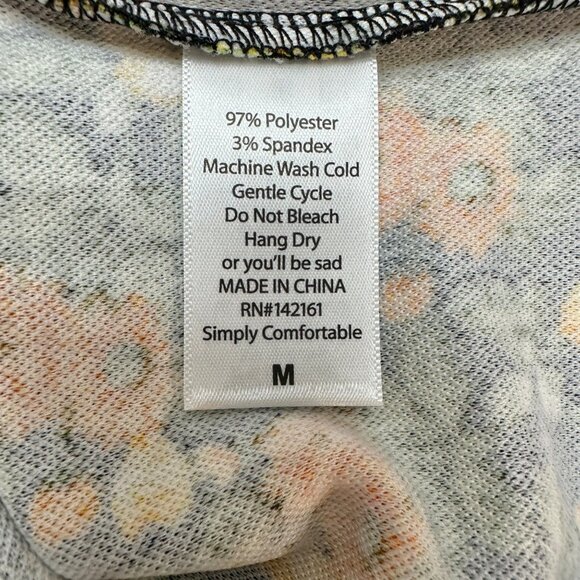 97% Polyester
3% Spandex
Machine Wash Cold
Gentle Cycle
Do Not Bleach
Hang Dry
or you'll be sad
MADE IN CHINA
RN#142161
Simply Comfortable
M